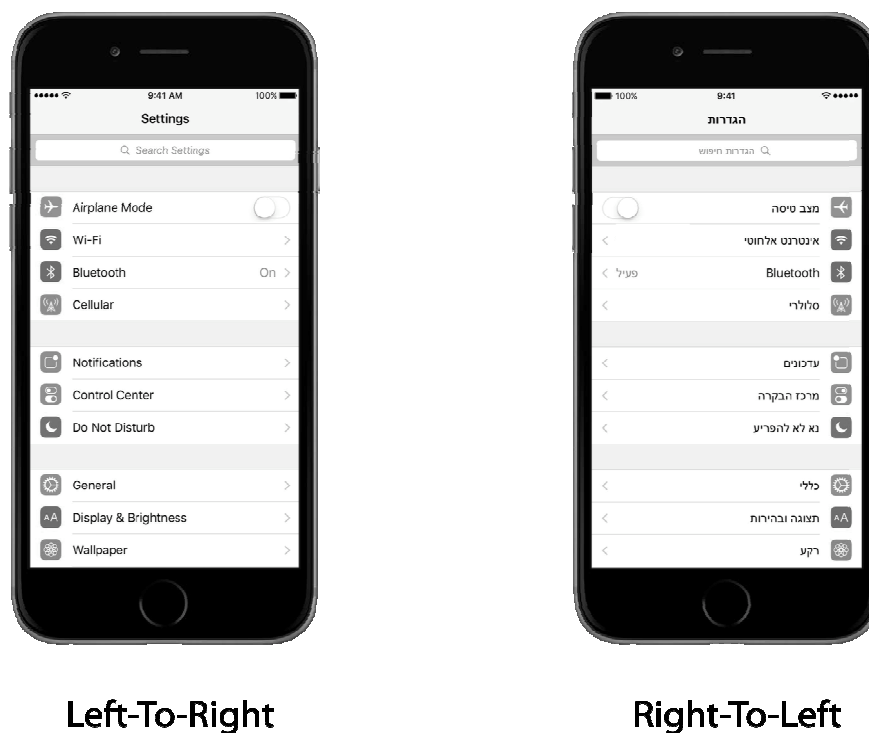 9:41 AM
100%
Settings
Search Settings
Airplane Mode
Wi-Fi
Bluetooth
On
Cellular
Notifications
Control Center
Do Not Disturb
General
Display & Brightness
Wallpaper
Left-To-Right
100%
9:41
הגדרות
הגדרות חיפוש
מצב טיסה
אינטרנט אלחוטי
Bluetooth
פעיל
סלולרי
עדכונים
מרכז הבקרה
נא לא להפריע
כללי
AA
תצוגה ובהירות
רקע
Right-To-Left